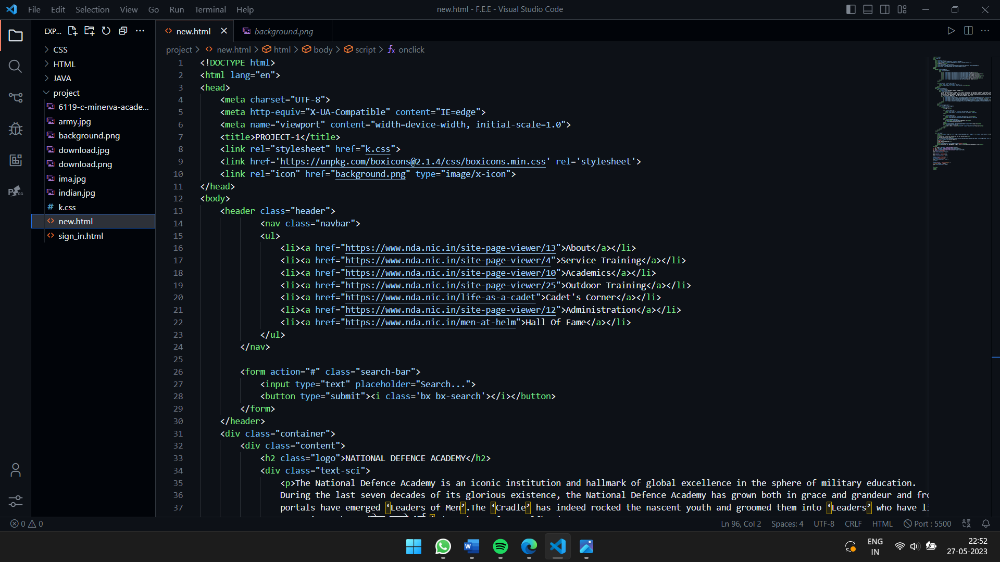 File Edit Selection View Go Run Terminal Help
new.html - F.E.E - Visual Studio Code
EXP...
new.html
background.png
CSS
HTML
JAVA
project
6119-c-minerva-acade...
army.jpg
background.png
download.jpg
download.png
ima.jpg
indian.jpg
# k.css
new.html
sign_in.html
project > new.html > html > body > script > onclick
1 <!DOCTYPE html>
2 <html lang="en">
3 <head>
4 <meta charset="UTF-8">
5 <meta http-equiv="X-UA-Compatible" content="IE=edge">
6 <meta name="viewport" content="width=device-width, initial-scale=1.0">
7 <title>PROJECT-1</title>
8 <link rel="stylesheet" href="k.css">
9 <link href='https://unpkg.com/boxicons@2.1.4/css/boxicons.min.css' rel='stylesheet'>
10 <link rel="icon" href="background.png" type="image/x-icon">
11 </head>
12 <body>
13 <header class="header">
14 <nav class="navbar">
15 <ul>
16 <li><a href="https://www.nda.nic.in/site-page-viewer/13">About</a></li>
17 <li><a href="https://www.nda.nic.in/site-page-viewer/4">Service Training</a></li>
18 <li><a href="https://www.nda.nic.in/site-page-viewer/10">Academics</a></li>
19 <li><a href="https://www.nda.nic.in/site-page-viewer/25">Outdoor Training</a></li>
20 <li><a href="https://www.nda.nic.in/life-as-a-cadet">Cadet's Corner</a></li>
21 <li><a href="https://www.nda.nic.in/site-page-viewer/12">Administration</a></li>
22 <li><a href="https://www.nda.nic.in/men-at-helm">Hall Of Fame</a></li>
23 </ul>
24 </nav>
25
26 <form action="#" class="search-bar">
27 <input type="text" placeholder="Search...">
28 <button type="submit"><i class='bx bx-search'></i></button>
29 </form>
30 </header>
31 <div class="container">
32 <div class="content">
33 <h2 class="logo">NATIONAL DEFENCE ACADEMY</h2>
34 <div class="text-sci">
35 <p>The National Defence Academy is an iconic institution and hallmark of global excellence in the sphere of military education.
36 During the last seven decades of its glorious existence, the National Defence Academy has grown both in grace and grandeur and fr
37 portals have emerged ‘Leaders of Men’.The ‘Cradle’ has indeed rocked the nascent youth and groomed them into ‘Leaders’ who have li
0 0
Ln 96, Col 2 Spaces: 4 UTF-8 CRLF HTML Port : 5500
ENG
IN
22:52
27-05-2023